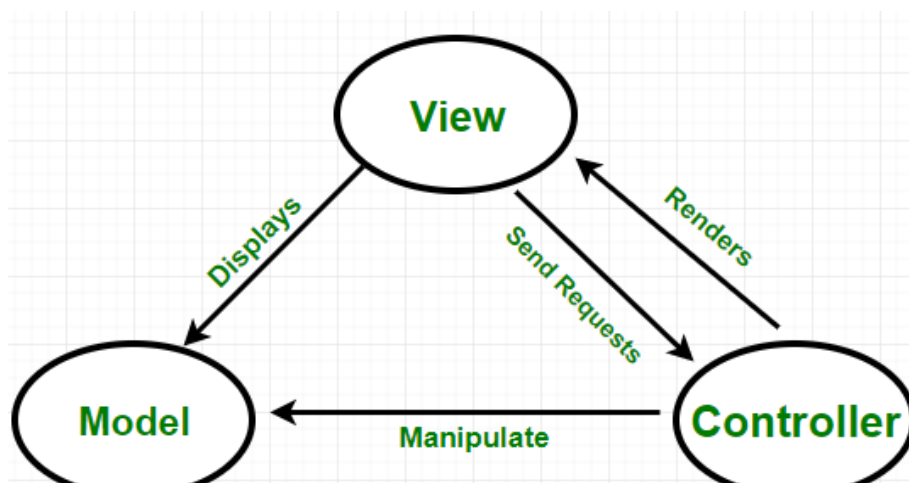 View
Displays
Send Requests
Renders
Model
Manipulate
Controller